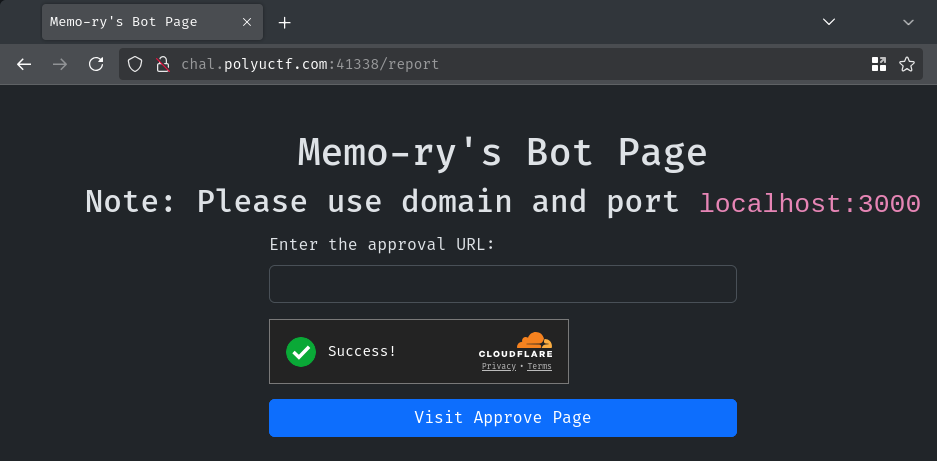 Memo-ry's Bot Page
chal.polyuctf.com:41338/report
Memo-ry's Bot Page
Note: Please use domain and port localhost:3000
Enter the approval URL:
Success!
CLOUDFLARE
Privacy • Terms
Visit Approve Page